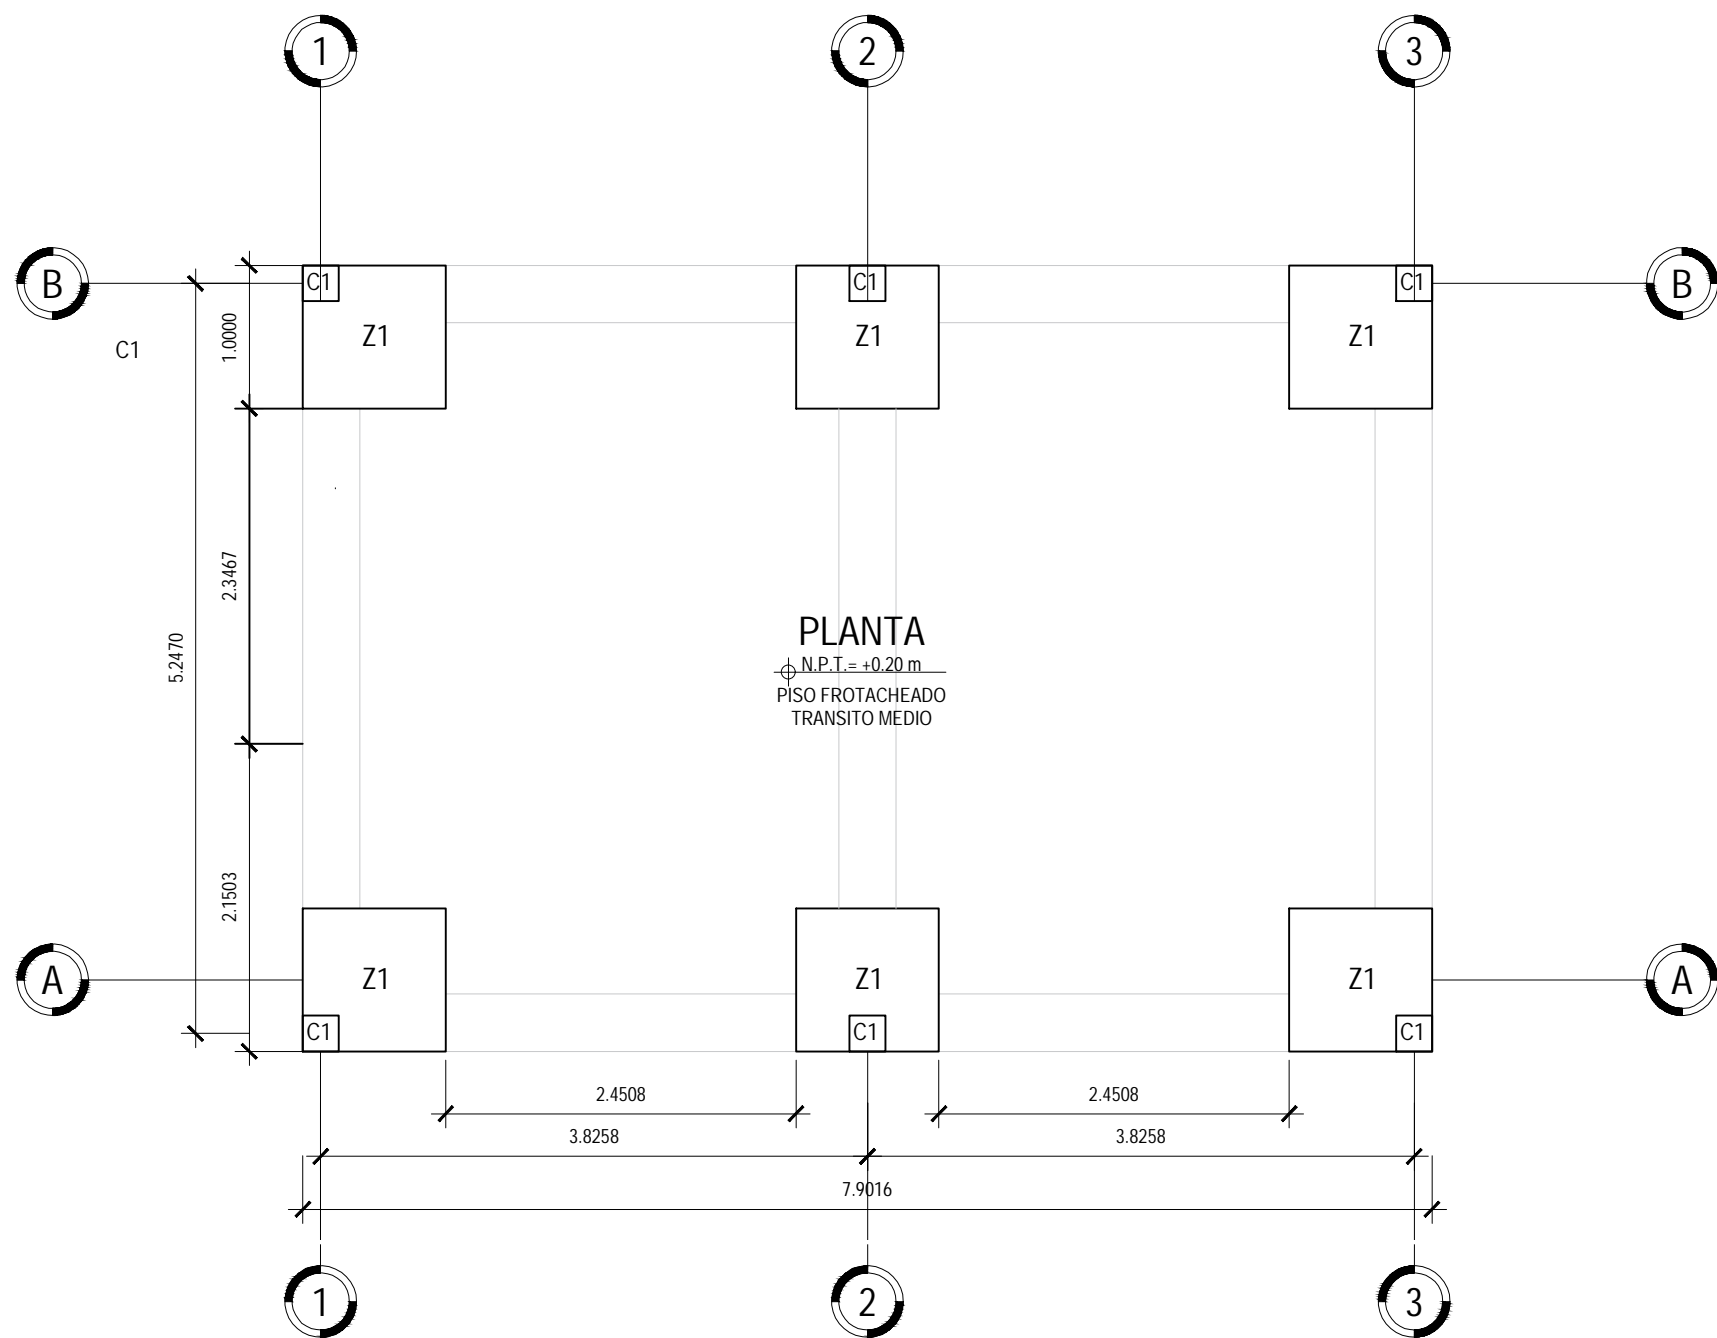 1 2 3
B B
C1 C1 C1
C1
Z1 Z1 Z1
1.0000
2.3467
5.2470
PLANTA
N.P.T.= +0.20 m
PISO FROTACHEADO
TRANSITO MEDIO
2.1503
A A
Z1 Z1 Z1
C1 C1 C1
2.4508 2.4508
3.8258 3.8258
7.9016
1 2 3